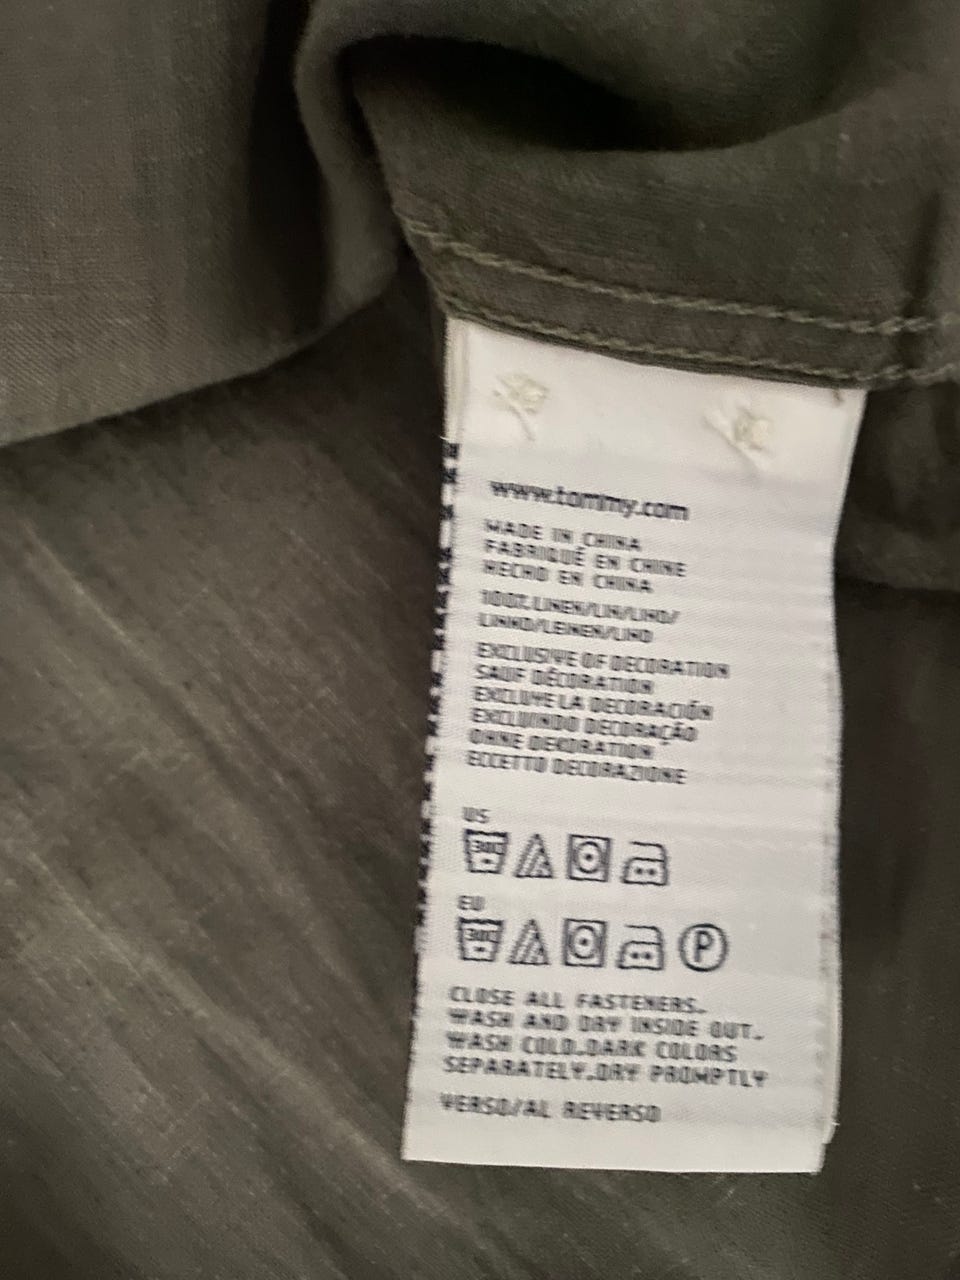 www.tommy.com
MADE IN CHINA
FABRIQUÉ EN CHINE
HECHO EN CHINA
100% LINEN/LIN/LINO/
LINHO/LEINEN/LINO
EXCLUSIVE OF DECORATION
SAUF DÉCORATION
EXCLUYE LA DECORACIÓN
EXCLUINDO DECORAÇÃO
OHNE DEKORATION
ECCETTO DECORAZIONE
US
30C
EU
30C P
CLOSE ALL FASTENERS.
WASH AND DRY INSIDE OUT.
WASH COLD.DARK COLORS
SEPARATELY.DRY PROMPTLY
VERSO/AL REVERSO